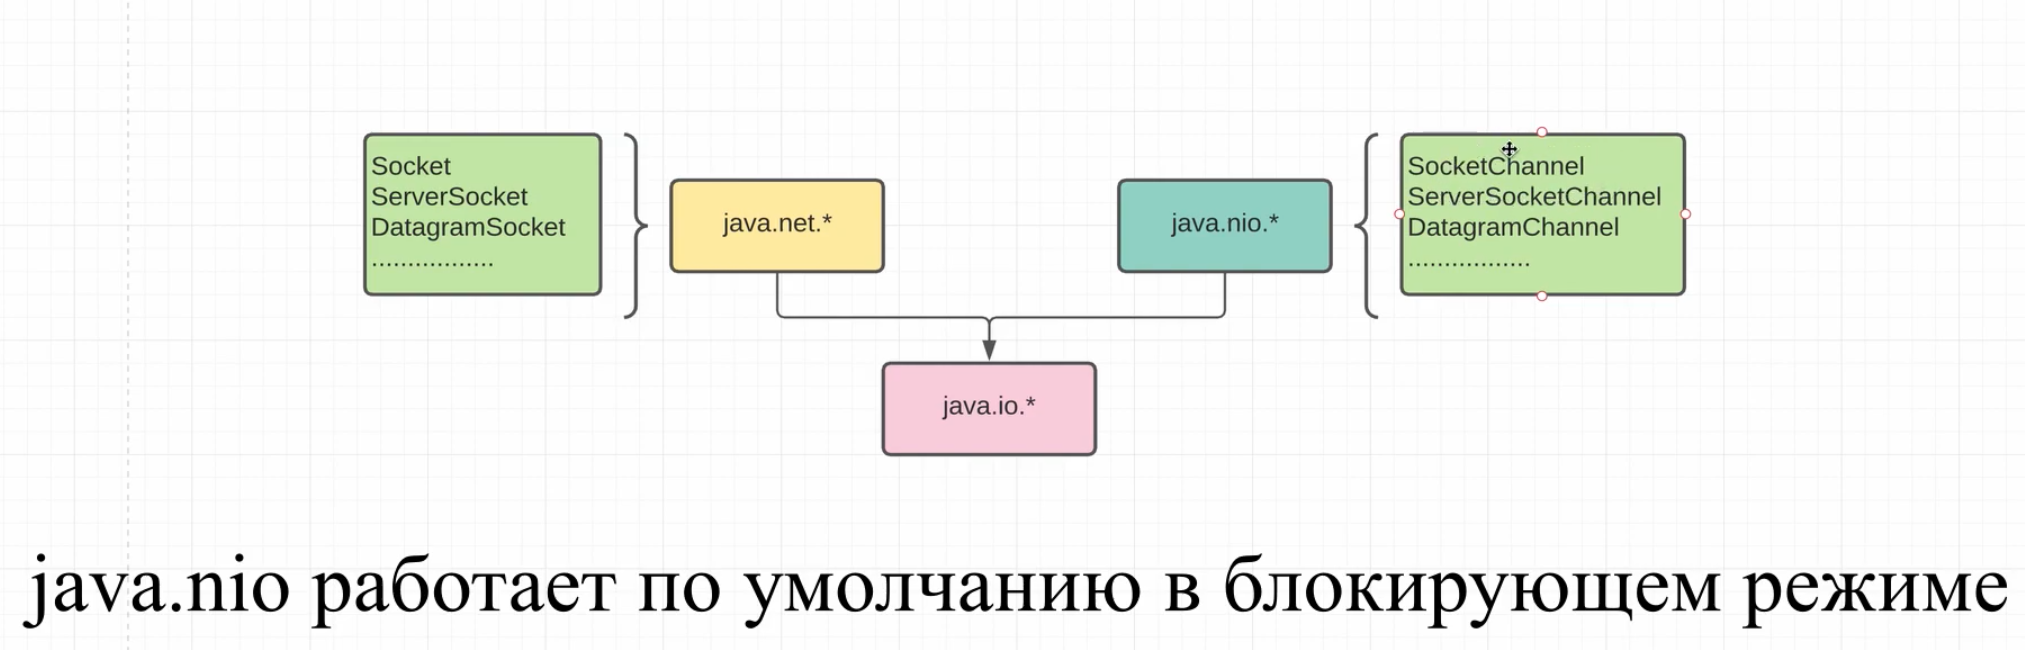 Socket
ServerSocket
DatagramSocket
.................
java.net.*
java.nio.*
SocketChannel
ServerSocketChannel
DatagramChannel
.................
java.io.*
java.nio работает по умолчанию в блокирующем режиме